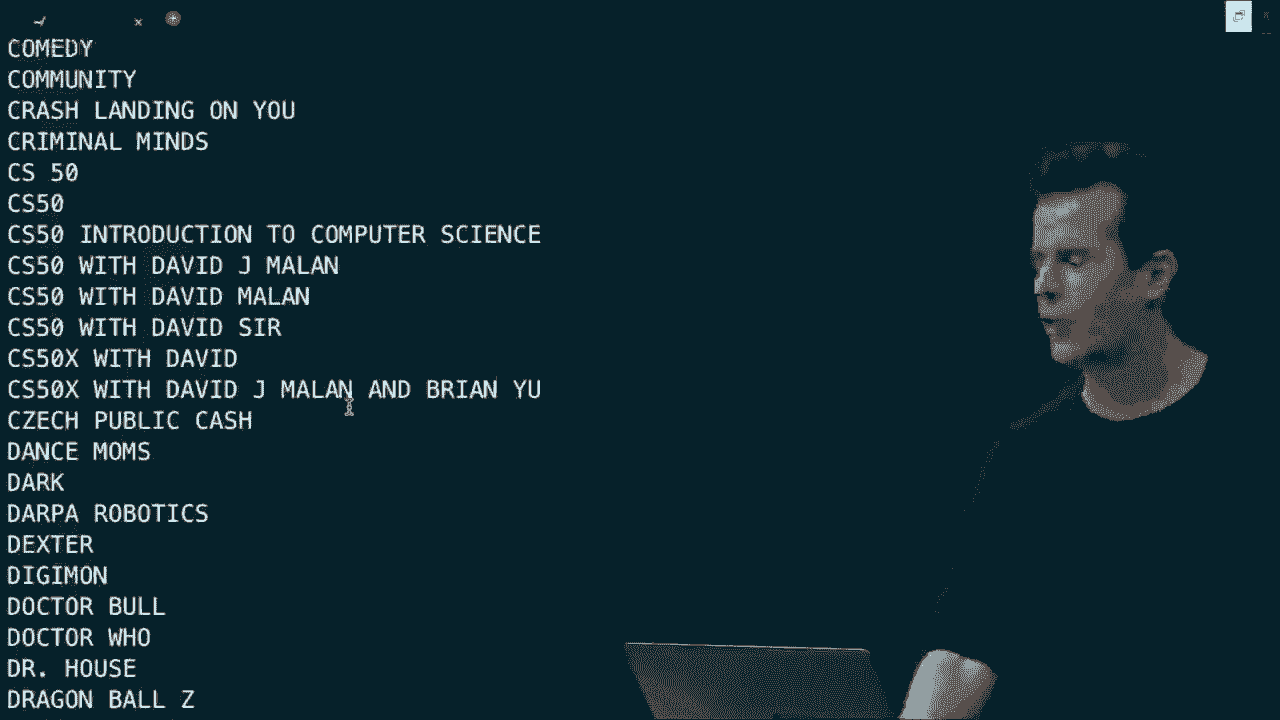 COMEDY
COMMUNITY
CRASH LANDING ON YOU
CRIMINAL MINDS
CS 50
CS50
CS50 INTRODUCTION TO COMPUTER SCIENCE
CS50 WITH DAVID J MALAN
CS50 WITH DAVID MALAN
CS50 WITH DAVID SIR
CS50X WITH DAVID
CS50X WITH DAVID J MALAN AND BRIAN YU
CZECH PUBLIC CASH
DANCE MOMS
DARK
DARPA ROBOTICS
DEXTER
DIGIMON
DOCTOR BULL
DOCTOR WHO
DR. HOUSE
DRAGON BALL Z